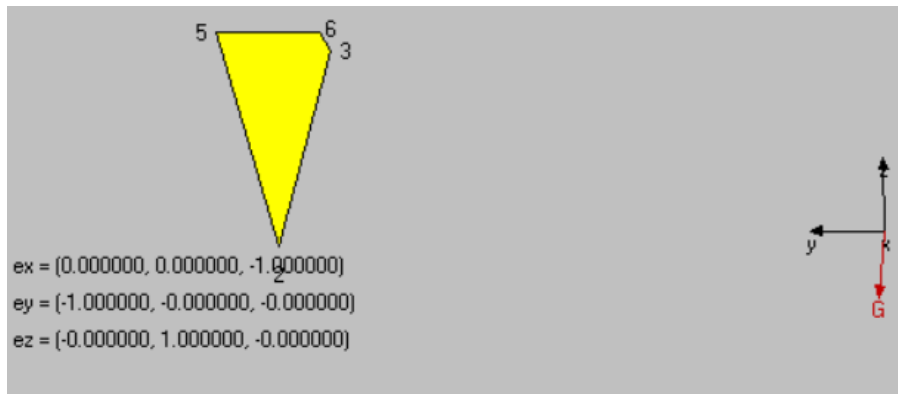 5
6
3
2
ex = (0.000000, 0.000000, -1.000000)
ey = (-1.000000, -0.000000, -0.000000)
ez = (-0.000000, 1.000000, -0.000000)
z
y
x
G